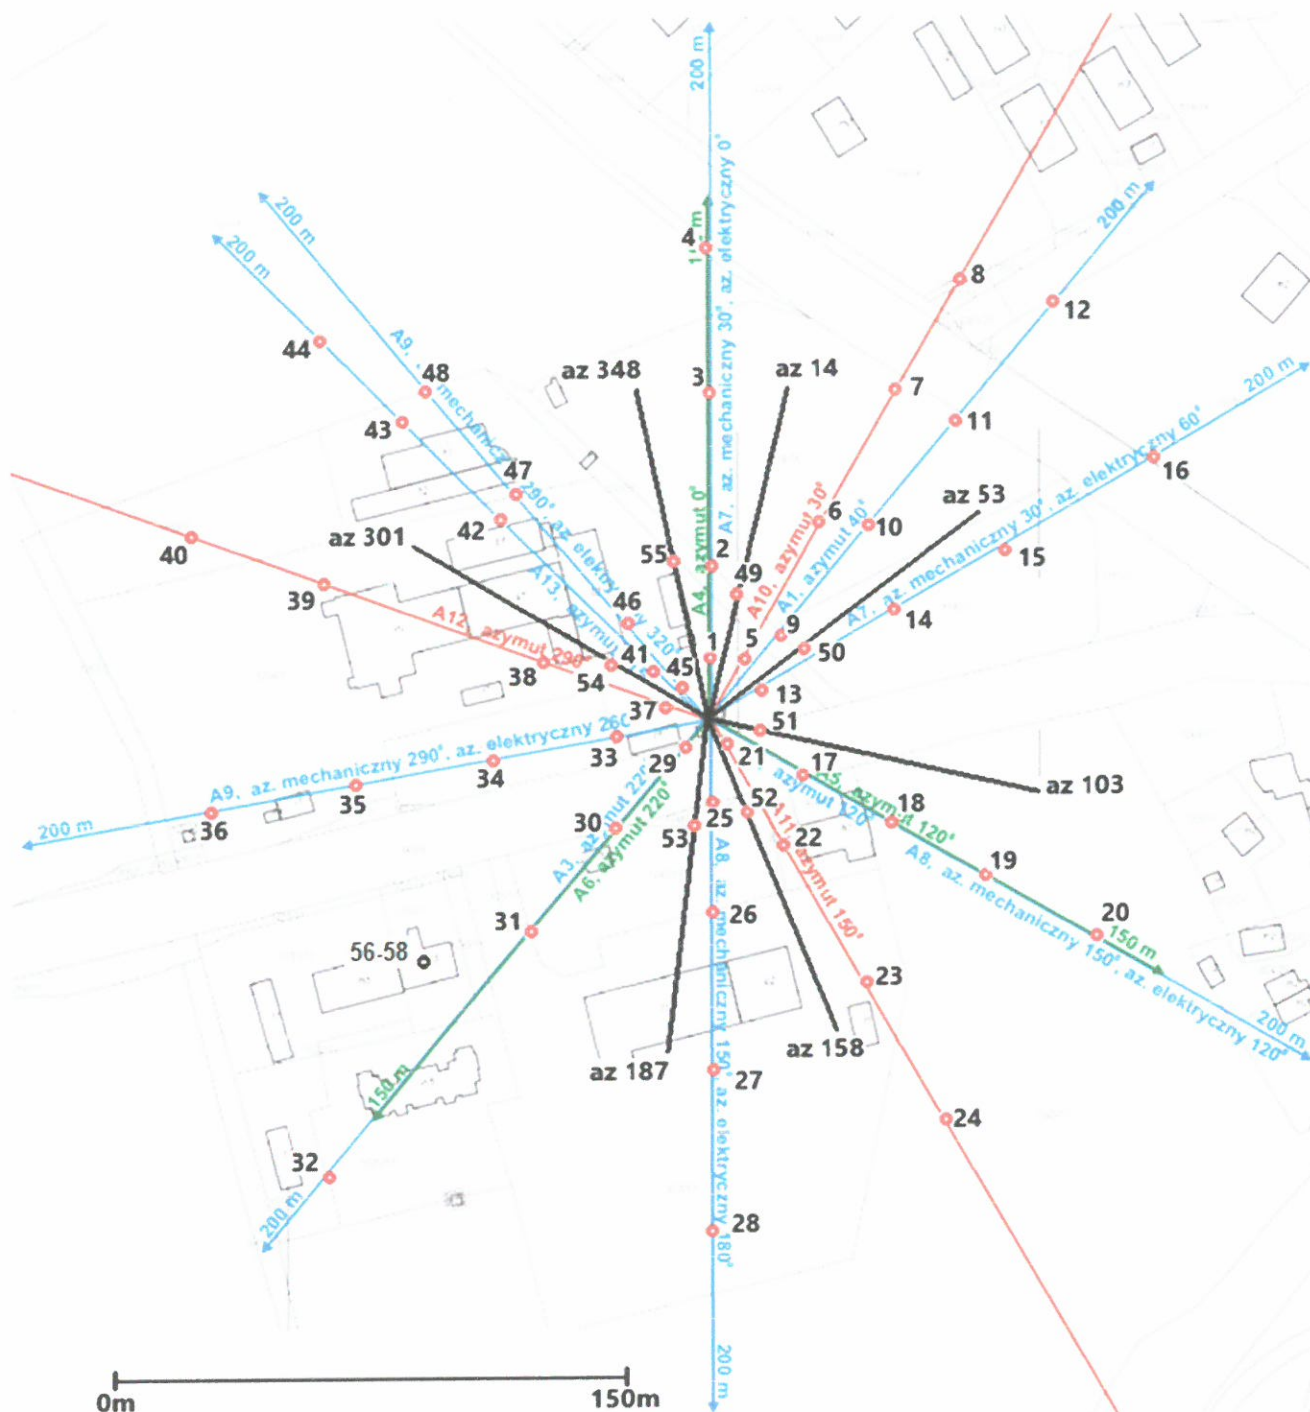 200 m
4
A7, az. mechaniczny 30°, az. elektryczny 0°
200 m
8
12
200 m
200 m
44
48
A9,
mechaniczny 290°, az. elektryczny 320°
az 348
3
az 14
7
200 m
43
11
16
47
A4, azymut 0°
az 53
42
6
10
A7, az. mechaniczny 30°, az. elektryczny 60°
40
az 301
A10, azymut 30°
A1, azymut 40°
15
55
2
49
39
A13, azymut
46
14
A12, azymut 290°
1
5
9
50
38
54
41
45
13
37
51
33
29
21
17
az 103
A9, az. mechaniczny 290°, az. elektryczny 260°
34
A5, azymut 120°
azymut 120°
35
25
52
18
200 m
36
30
53
22
A3, azymut 220°
A6, azymut 220°
azymut 150°
19
A8, az. mechaniczny 150°, az. elektryczny 120°
31
26
20
150 m
56-58
23
200 m
A8, az. mechaniczny 150°, az. elektryczny 180°
az 187
27
az 158
150 m
24
32
200 m
28
200 m
0m
150m